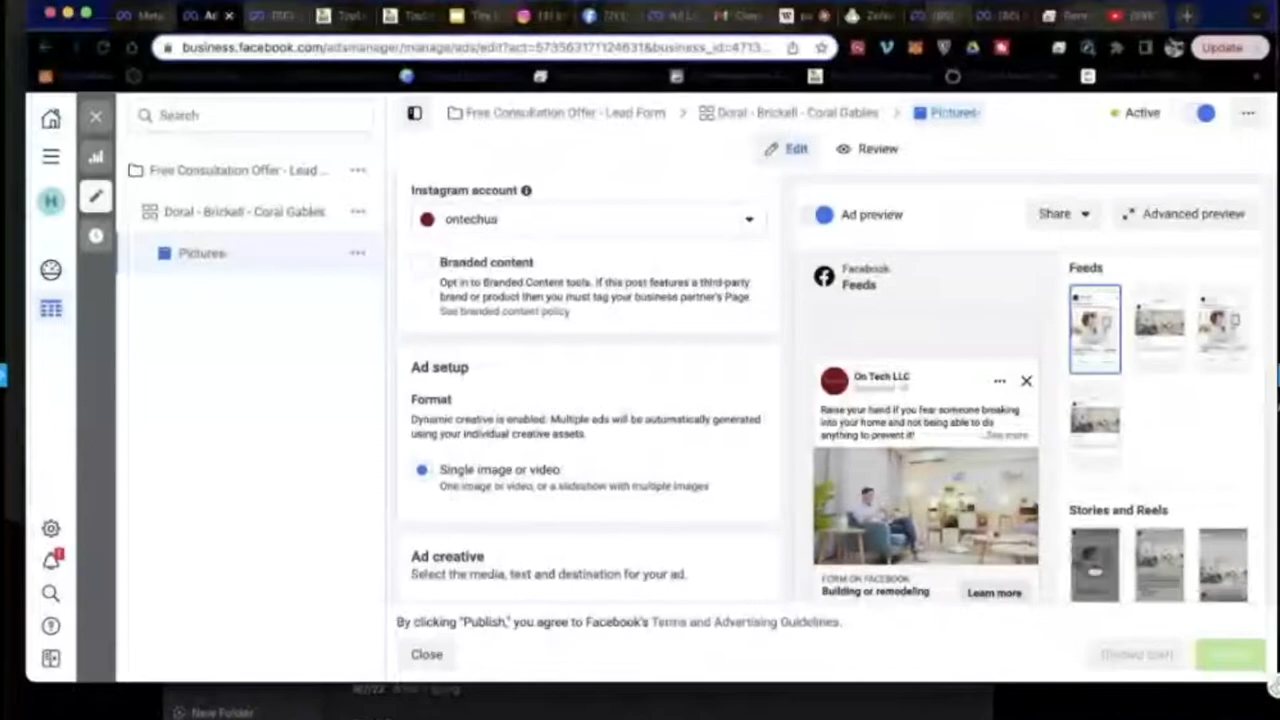 Update
business.facebook.com/adsmanager/manage/ads/edit?act=573563171124631&business_id=4713...
Search
Free Consultation Offer - Lead Form
Doral - Brickell - Coral Gables
Pictures
Active
Edit
Review
Free Consultation Offer - Lead ...
Doral - Brickell - Coral Gables
Pictures
H
Instagram account
ontechus
Branded content
Opt in to Branded Content tools. If this post features a third-party
brand or product then you must tag your business partner's Page.
See branded content policy
Ad setup
Format
Dynamic creative is enabled. Multiple ads will be automatically generated
using your individual creative assets.
Single image or video
One image or video, or a slideshow with multiple images
Ad creative
Select the media, text and destination for your ad.
Ad preview
Share
Advanced preview
Facebook
Feeds
Feeds
On Tech LLC
Raise your hand if you fear someone breaking
into your home and not being able to do
anything to prevent it!
...See more
FORM ON FACEBOOK
Building or remodeling
Learn more
Stories and Reels
By clicking "Publish," you agree to Facebook's Terms and Advertising Guidelines.
Close
New Folder